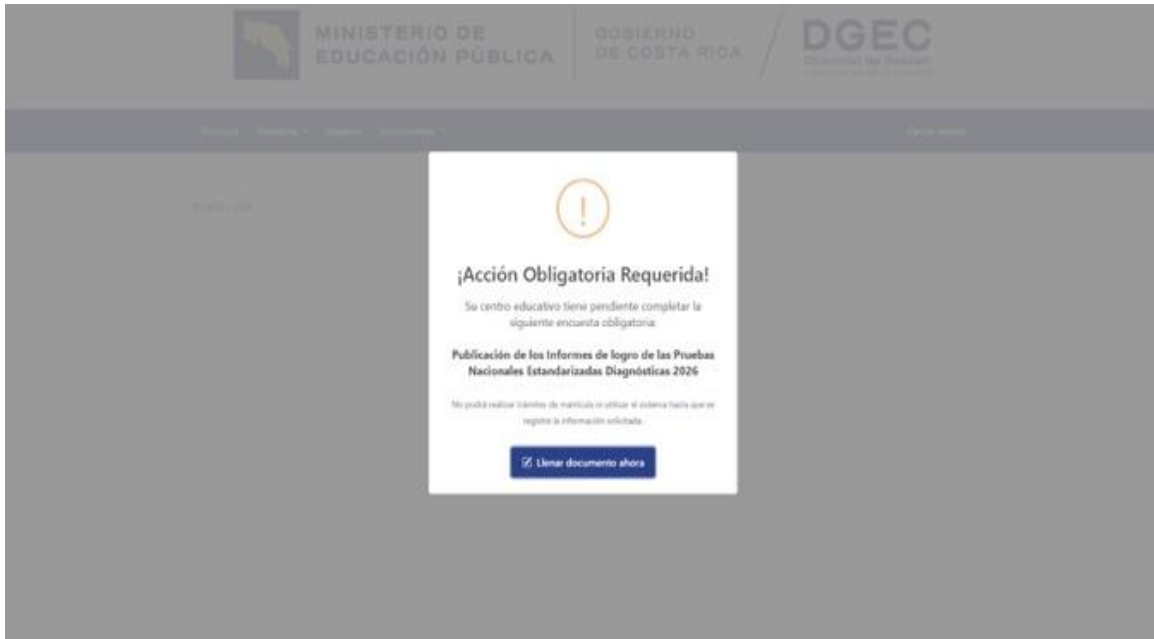 MINISTERIO DE
EDUCACIÓN PÚBLICA
GOBIERNO
DE COSTA RICA
DGEC
¡Acción Obligatoria Requerida!
Su centro educativo tiene pendiente completar la
siguiente encuesta obligatoria:
Publicación de los Informes de logro de las Pruebas
Nacionales Estandarizadas Diagnósticas 2026
No podrá realizar trámites de matrícula ni utilizar el sistema hasta que se
registre la información solicitada.
Llenar documento ahora